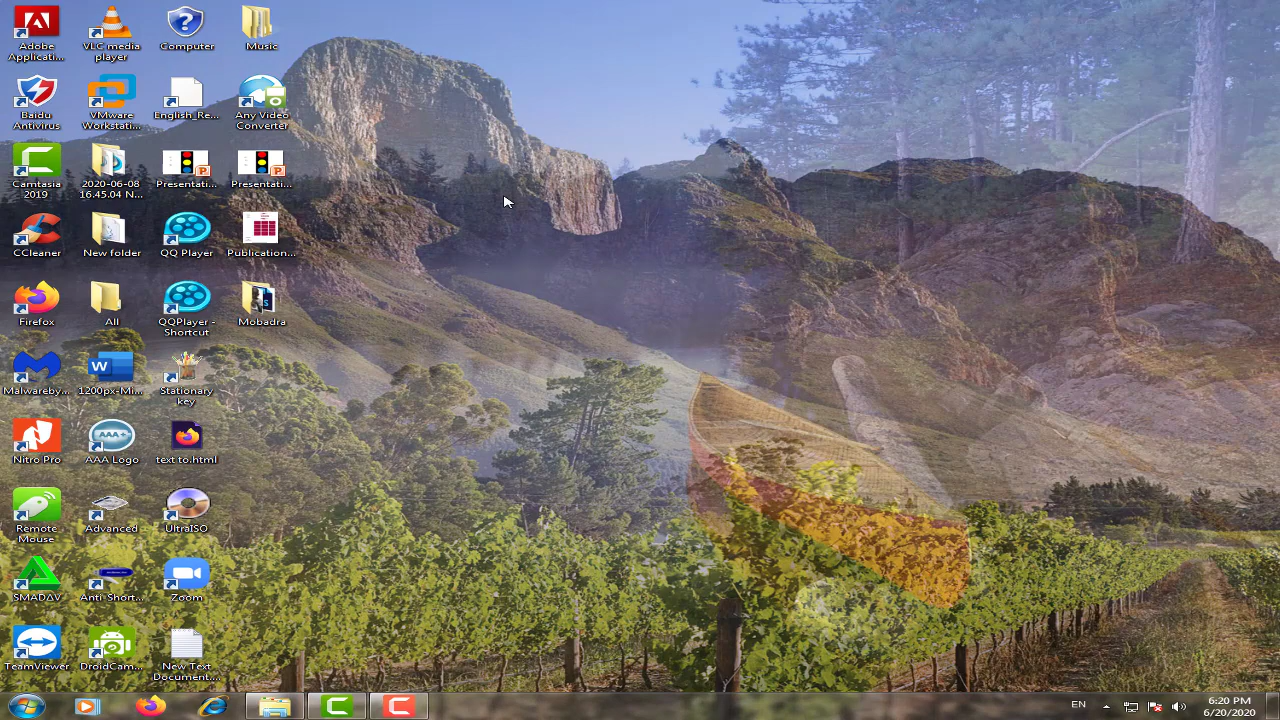 Adobe
Applicati...
VLC media
player
Computer
Music
Baidu
Antivirus
VMware
Workstati...
English_Re...
Any Video
Converter
Camtasia
2019
2020-06-08
16.45.04 N...
Presentati...
Presentati...
CCleaner
New folder
QQ Player
Publication...
Firefox
All
QQPlayer -
Shortcut
Mobadra
Malwareby...
1200px-Mi...
Stationary
key
Nitro Pro
AAA Logo
text to.html
Remote
Mouse
Advanced
UltraISO
SMADAV
Anti-Short...
Zoom
TeamViewer
DroidCam...
New Text
Document...
EN
6:20 PM
6/20/2020